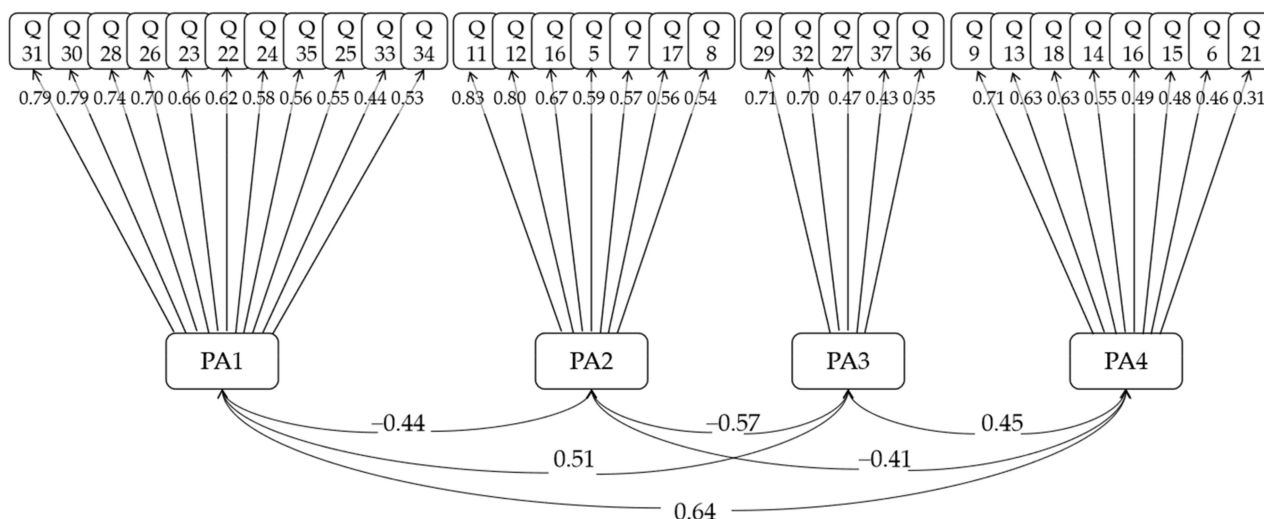 Q Q Q Q Q Q Q Q Q Q Q Q Q Q Q Q Q Q Q Q Q Q Q Q Q Q Q Q Q Q Q
31 30 28 26 23 22 24 35 25 33 34 11 12 16 5 7 17 8 29 32 27 37 36 9 13 18 14 16 15 6 21
0.79 0.79 0.74 0.70 0.66 0.62 0.58 0.56 0.55 0.44 0.53 0.83 0.80 0.67 0.59 0.57 0.56 0.54 0.71 0.70 0.47 0.43 0.35 0.71 0.63 0.63 0.55 0.49 0.48 0.46 0.31
PA1 PA2 PA3 PA4
−0.44 −0.57 0.45
0.51 −0.41
0.64